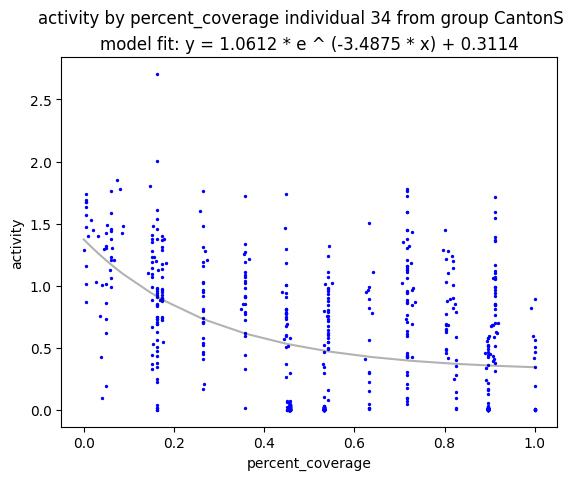 activity by percent_coverage individual 34 from group CantonS
model fit: y = 1.0612 * e ^ (-3.4875 * x) + 0.3114
activity
2.5
2.0
1.5
1.0
0.5
0.0
0.0 0.2 0.4 0.6 0.8 1.0
percent_coverage